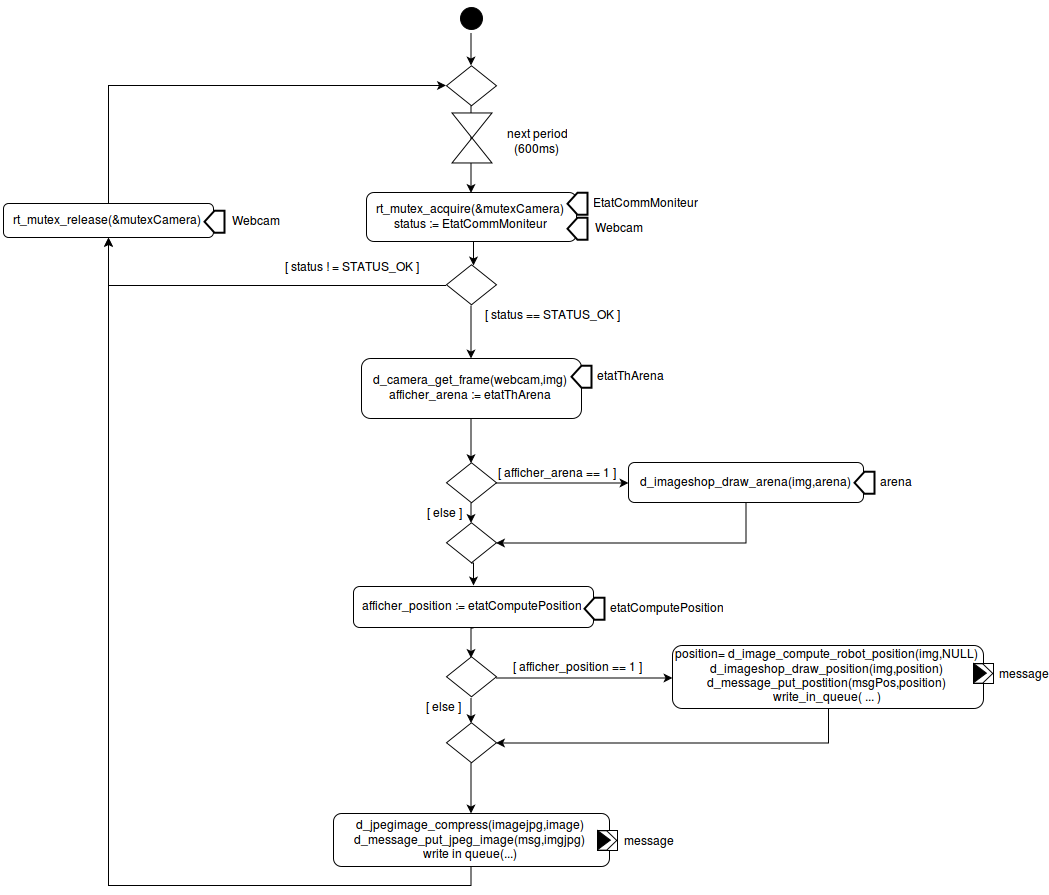 next period
(600ms)
rt_mutex_acquire(&mutexCamera)
status := EtatCommMoniteur
EtatCommMoniteur
Webcam
rt_mutex_release(&mutexCamera)
Webcam
[ status ! = STATUS_OK ]
[ status == STATUS_OK ]
d_camera_get_frame(webcam,img)
afficher_arena := etatThArena
etatThArena
[ afficher_arena == 1 ]
d_imageshop_draw_arena(img,arena)
arena
[ else ]
afficher_position := etatComputePosition
etatComputePosition
[ afficher_position == 1 ]
position= d_image_compute_robot_position(img,NULL)
d_imageshop_draw_position(img,position)
d_message_put_postition(msgPos,position)
write_in_queue( ... )
message
[ else ]
d_jpegimage_compress(imagejpg,image)
d_message_put_jpeg_image(msg,imgjpg)
write in queue(...)
message